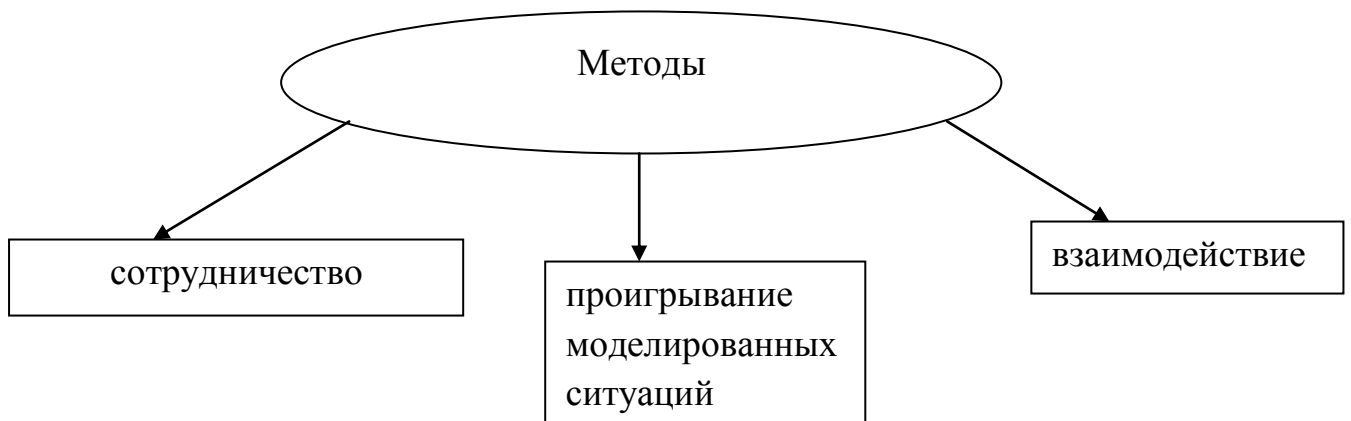 Методы
сотрудничество
проигрывание
моделированных
ситуаций
взаимодействие